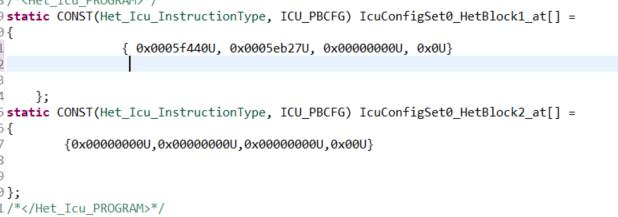 /*<Het_Icu_PROGRAM>*/
static CONST(Het_Icu_InstructionType, ICU_PBCFG) IcuConfigSet0_HetBlock1_at[] =
{
{ 0x0005f440U, 0x0005eb27U, 0x00000000U, 0x0U}
};
static CONST(Het_Icu_InstructionType, ICU_PBCFG) IcuConfigSet0_HetBlock2_at[] =
{
{0x00000000U,0x00000000U,0x00000000U,0x00U}
};
/*</Het_Icu_PROGRAM>*/